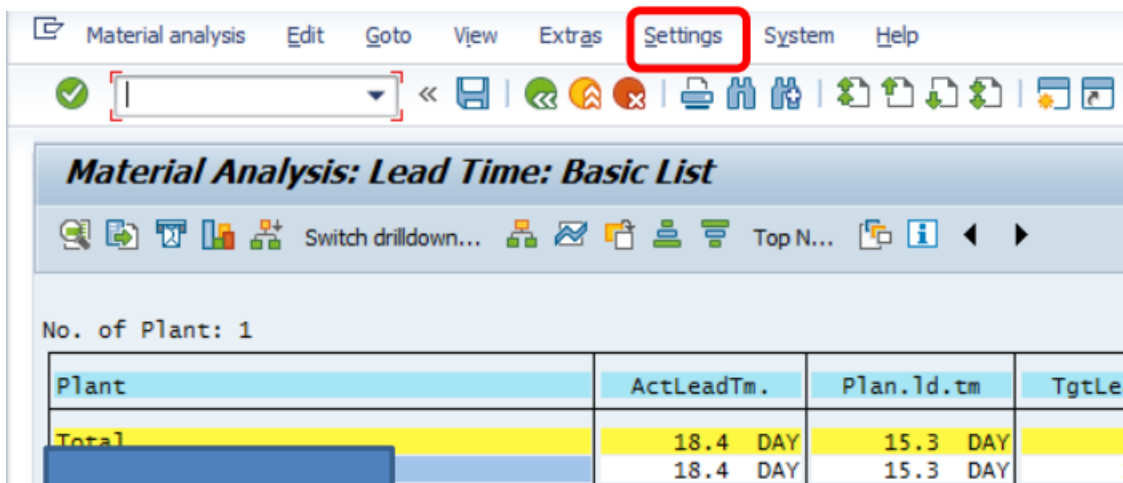 Material analysis Edit Goto View Extras Settings System Help
Material Analysis: Lead Time: Basic List
Switch drilldown... Top N...
No. of Plant: 1
Plant ActLeadTm. Plan.ld.tm TgtLe
Total 18.4 DAY 15.3 DAY
18.4 DAY 15.3 DAY